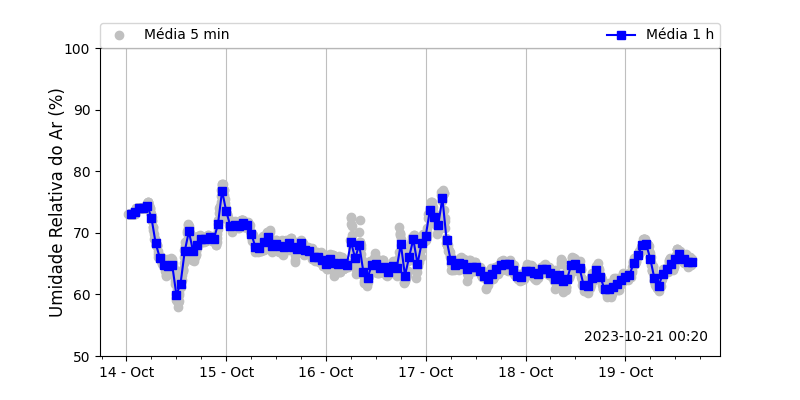 Média 5 min
Média 1 h
Umidade Relativa do Ar (%)
100
90
80
70
60
50
2023-10-21 00:20
14 - Oct
15 - Oct
16 - Oct
17 - Oct
18 - Oct
19 - Oct